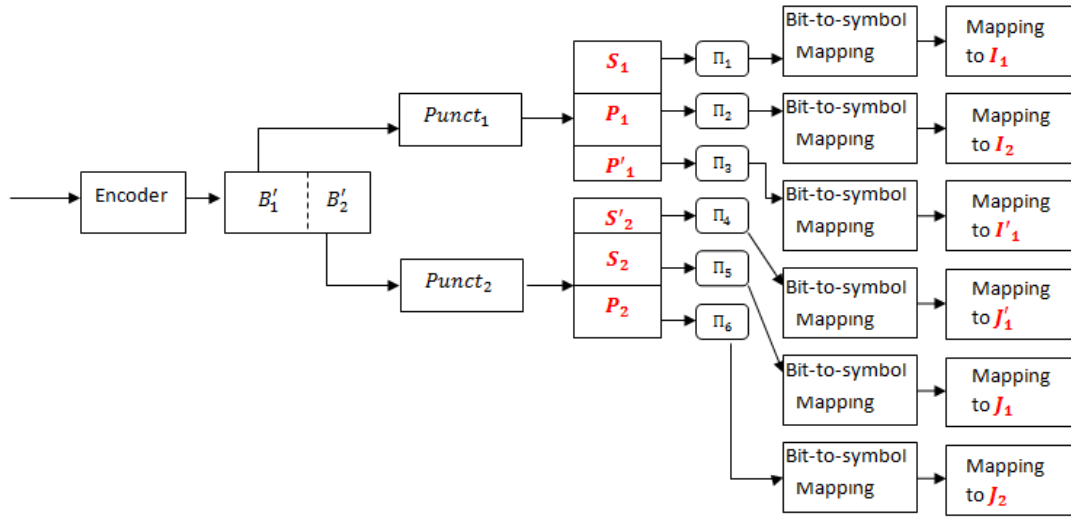 Encoder
B′₁
B′₂
Punct₁
Punct₂
S₁
P₁
P'₁
S'₂
S₂
P₂
Π₁
Π₂
Π₃
Π₄
Π₅
Π₆
Bit-to-symbol
Mapping
Mapping
to I₁
Bit-to-symbol
Mapping
Mapping
to I₂
Bit-to-symbol
Mapping
Mapping
to I'₁
Bit-to-symbol
Mapping
Mapping
to J′₁
Bit-to-symbol
Mapping
Mapping
to J₁
Bit-to-symbol
Mapping
Mapping
to J₂